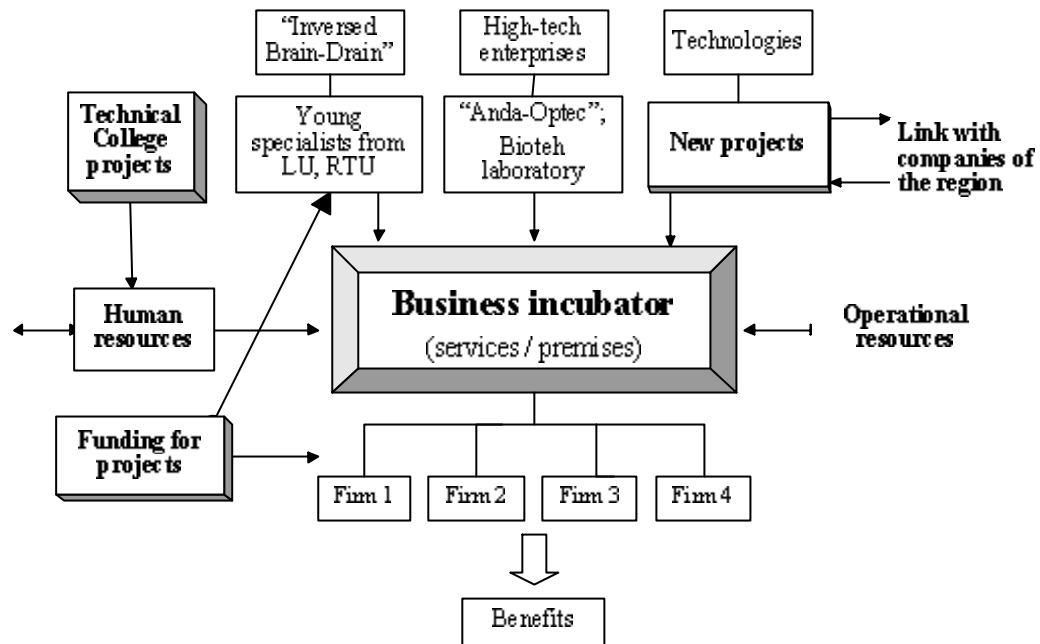 “Inversed
Brain-Drain”
High-tech
enterprises
Technologies
Technical
College
projects
Young
specialists from
LU, RTU
“Anda-Optec”;
Bioteh
laboratory
New projects
Link with
companies of
the region
Human
resources
Business incubator
(services / premises)
Operational
resources
Funding for
projects
Firm 1
Firm 2
Firm 3
Firm 4
Benefits